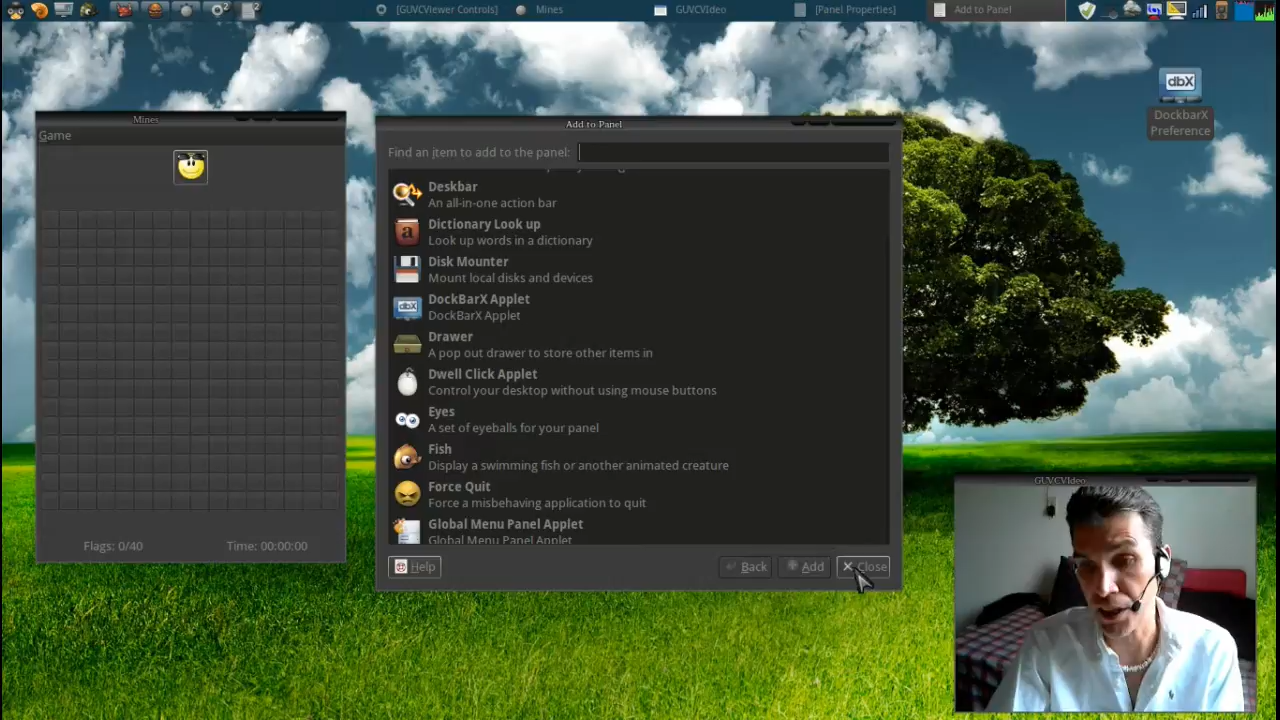 2
2
[GUVCViewer Controls]
Mines
GUVCVIdeo
[Panel Properties]
Add to Panel
dbX
DockbarX
Preference
Mines
Game
Flags: 0/40
Time: 00:00:00
Add to Panel
Find an item to add to the panel:
Deskbar
An all-in-one action bar
a
Dictionary Look up
Look up words in a dictionary
Disk Mounter
Mount local disks and devices
dbX
DockBarX Applet
DockBarX Applet
Drawer
A pop out drawer to store other items in
Dwell Click Applet
Control your desktop without using mouse buttons
Eyes
A set of eyeballs for your panel
Fish
Display a swimming fish or another animated creature
Force Quit
Force a misbehaving application to quit
Global Menu Panel Applet
Global Menu Panel Applet
Help
Back
Add
Close
GUVCVIdeo